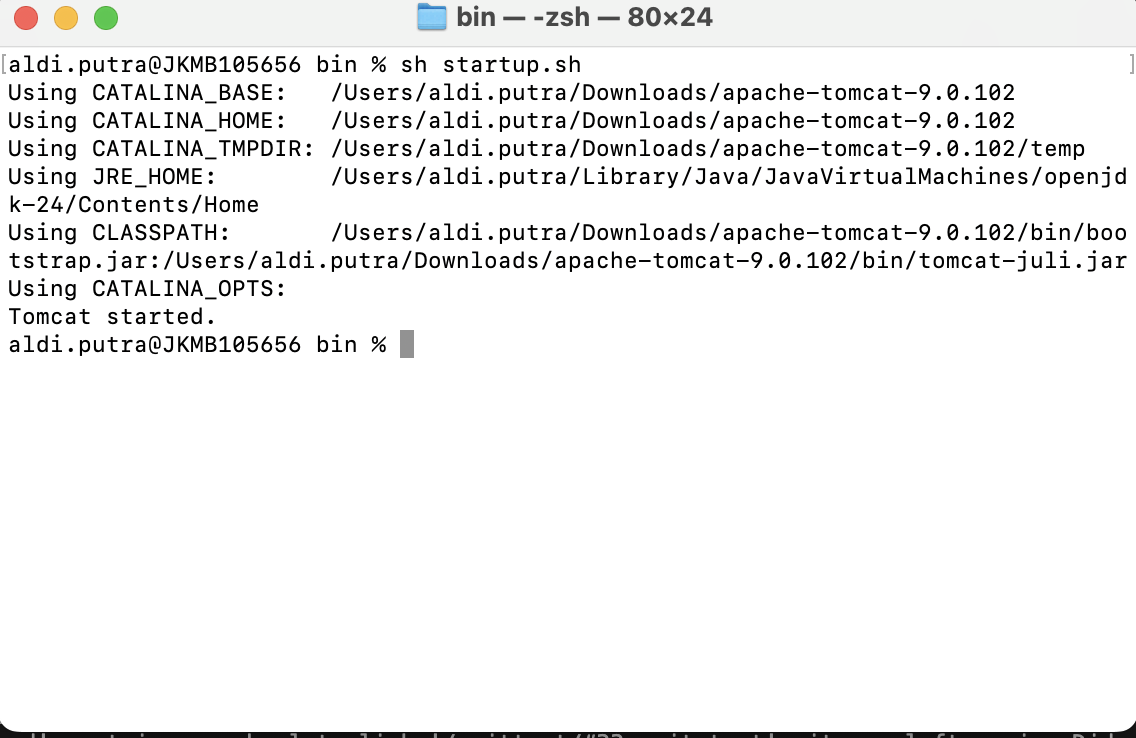 bin — -zsh — 80×24
[aldi.putra@JKMB105656 bin % sh startup.sh ]
Using CATALINA_BASE:   /Users/aldi.putra/Downloads/apache-tomcat-9.0.102
Using CATALINA_HOME:   /Users/aldi.putra/Downloads/apache-tomcat-9.0.102
Using CATALINA_TMPDIR: /Users/aldi.putra/Downloads/apache-tomcat-9.0.102/temp
Using JRE_HOME:        /Users/aldi.putra/Library/Java/JavaVirtualMachines/openjd
k-24/Contents/Home
Using CLASSPATH:       /Users/aldi.putra/Downloads/apache-tomcat-9.0.102/bin/boo
tstrap.jar:/Users/aldi.putra/Downloads/apache-tomcat-9.0.102/bin/tomcat-juli.jar
Using CATALINA_OPTS:
Tomcat started.
aldi.putra@JKMB105656 bin %